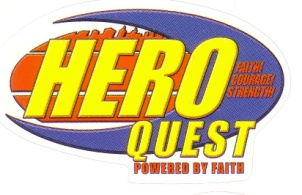 HERO
FAITH!
COURAGE!
STRENGTH!
QUEST
POWERED BY FAITH